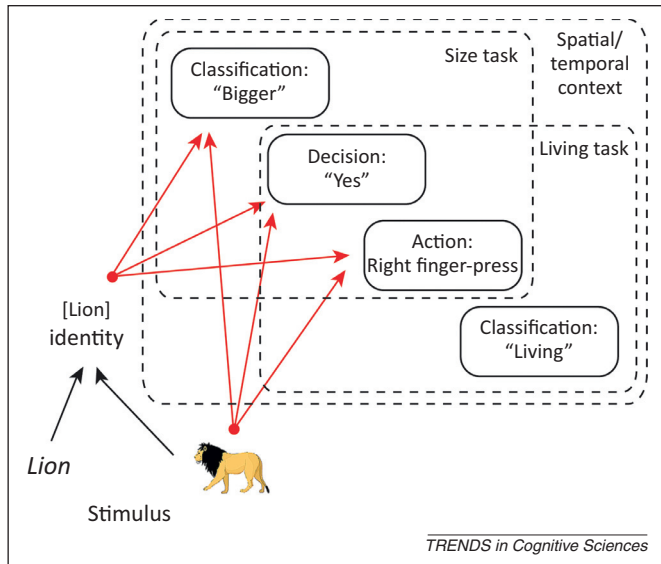 Spatial/
temporal
context
Size task
Classification:
“Bigger”
Living task
Decision:
“Yes”
Action:
Right finger-press
Classification:
“Living”
[Lion]
identity
Lion
Stimulus
TRENDS in Cognitive Sciences